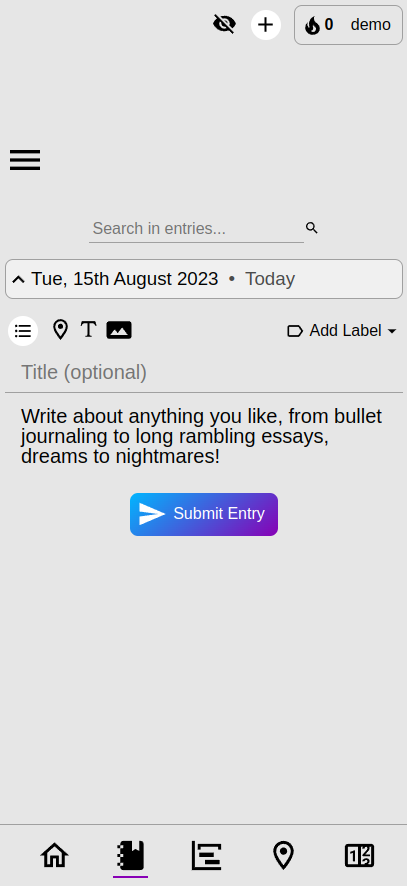 0 demo
Search in entries...
Tue, 15th August 2023 • Today
T Add Label
Title (optional)
Write about anything you like, from bullet
journaling to long rambling essays,
dreams to nightmares!
Submit Entry